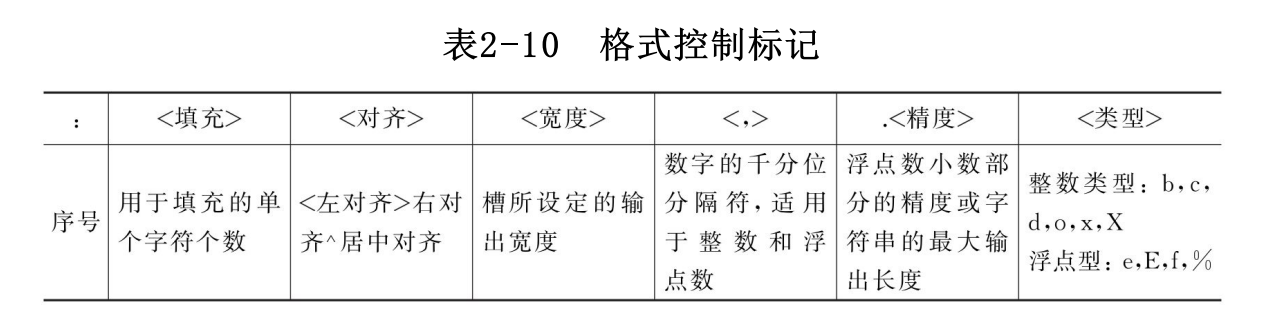 表2-10 格式控制标记
: <填充> <对齐> <宽度> <,> .<精度> <类型>
序号
用于填充的单
个字符个数
<左对齐>右对
齐^居中对齐
槽所设定的输
出宽度
数字的千分位
分隔符,适用
于整数和浮
点数
浮点数小数部
分的精度或字
符串的最大输
出长度
整数类型: b,c,
d,o,x,X
浮点型: e,E,f,%